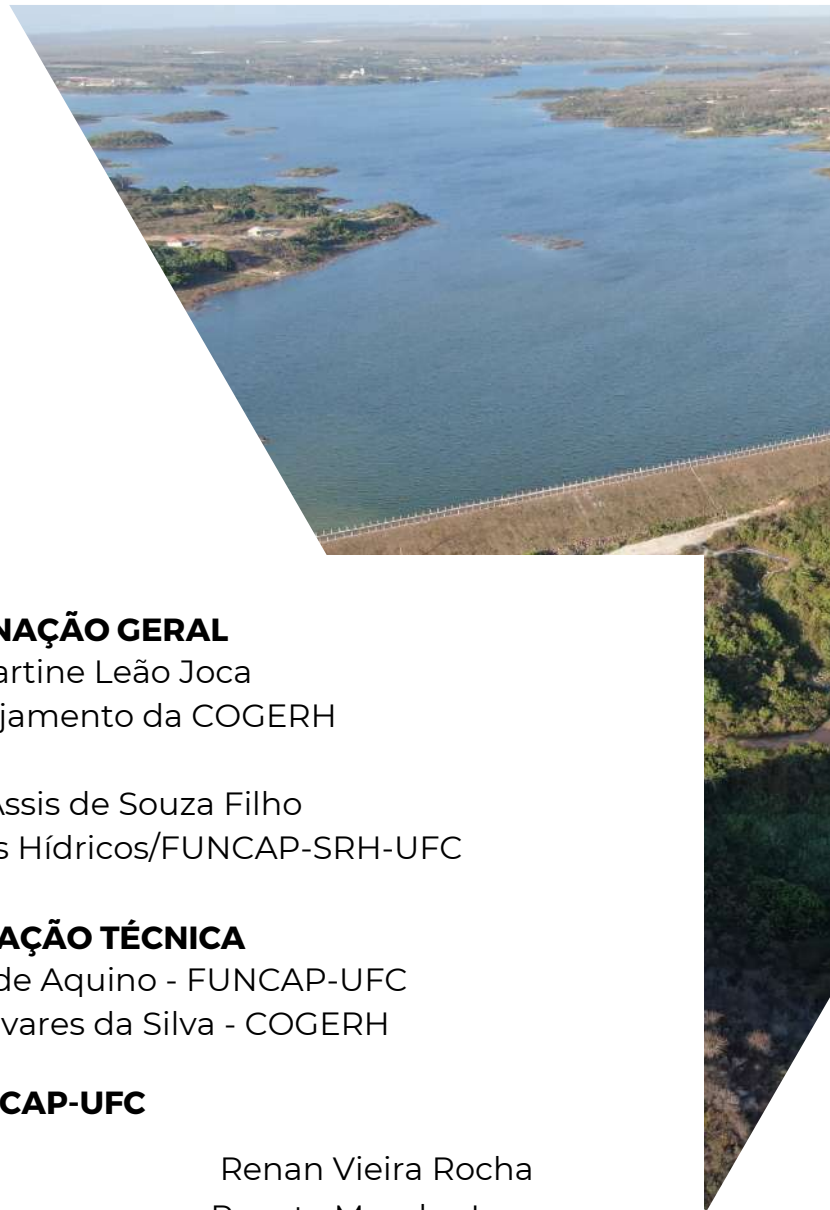 NAÇÃO GERAL
artine Leão Joca
jamento da COGERH
Assis de Souza Filho
s Hídricos/FUNCAP-SRH-UFC
AÇÃO TÉCNICA
de Aquino - FUNCAP-UFC
vares da Silva - COGERH
CAP-UFC
Renan Vieira Rocha